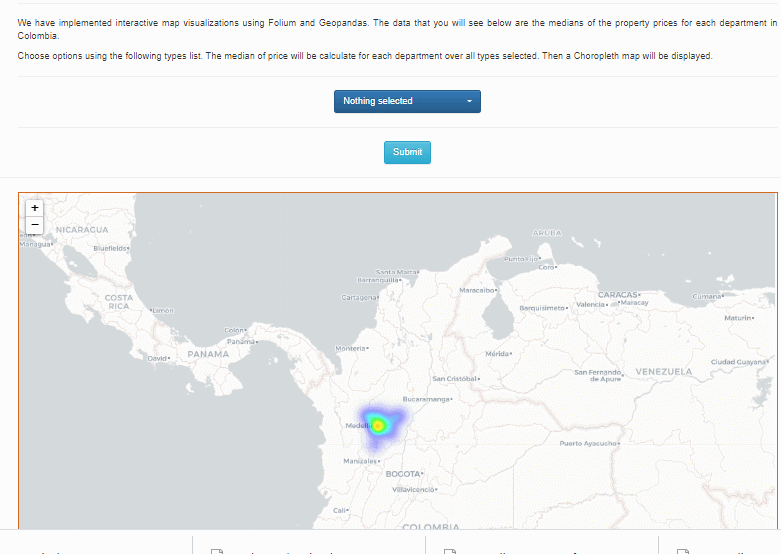 We have implemented interactive map visualizations using Folium and Geopandas. The data that you will see below are the medians of the property prices for each department in
Colombia.
Choose options using the following types list. The median of price will be calculate for each department over all types selected. Then a Choropleth map will be displayed.
Nothing selected
Submit
+
−
NICARAGUA
ARUBA
Managua
Bluefields
Punto Fijo
Coro
Santa Marta
Barranquilla
Maracaibo
CARACAS
Cumana
COSTA
RICA
Cartagena
Valencia
Maracay
Limón
Barquisimeto
Maturín
Colón
Panamá
David
PANAMA
Montería
Mérida
Ciudad Guayana
San Cristóbal
San Fernando
de Apure
VENEZUELA
Bucaramanga
Puerto Ayacucho
Manizales
BOGOTA
Villavicencio
Cali
COLOMBIA